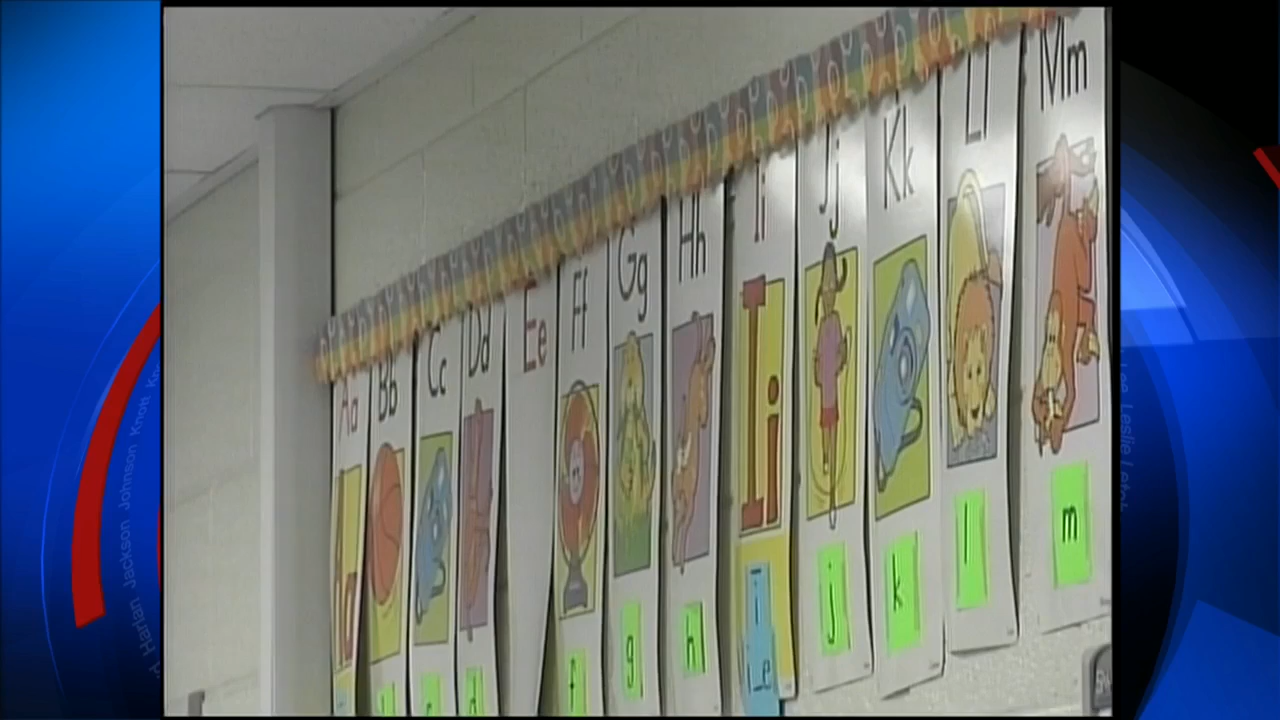 Aa
Bb
Cc
Dd
Ee
Ff
Gg
Hh
Ii
Jj
Kk
Ll
Mm
Ii
f
g
h
i
ie
j
k
l
m
Harlan Jackson Johnson Knott
Lee Leslie